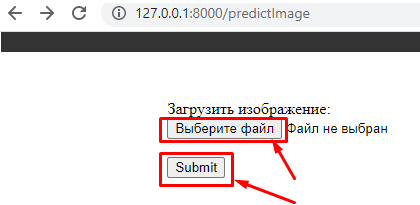 127.0.0.1:8000/predictImage
Загрузить изображение:
Выберите файл Файл не выбран
Submit